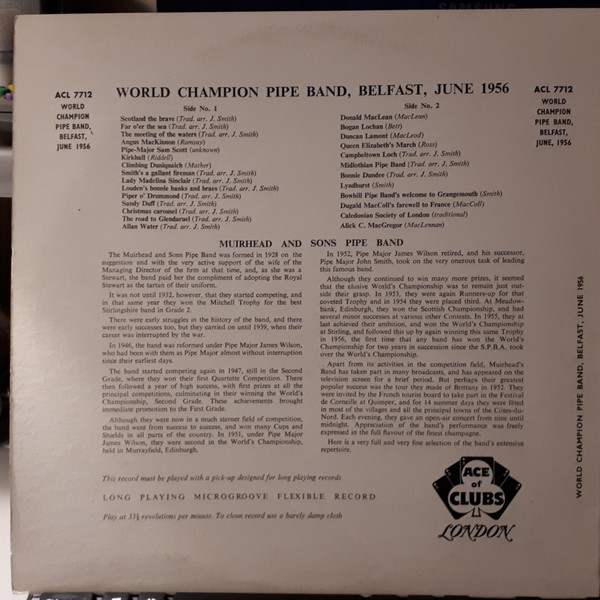 SAMSUNG
ACL 7712
WORLD
CHAMPION
PIPE BAND,
BELFAST,
JUNE 1956
WORLD CHAMPION PIPE BAND, BELFAST, JUNE 1956
ACL 7712
WORLD
CHAMPION
PIPE BAND,
BELFAST,
JUNE, 1956
Side No. 1
Scotland the brave (Trad. arr. J. Smith)
Far o'er the sea (Trad. arr. J. Smith)
The meeting of the waters (Trad. arr. J. Smith)
Angus MacKinnon (Ramsay)
Pipe-Major Sam Scott (unknown)
Kirkhull (Riddell)
Climbing Duniquaich (Mather)
Smith's a gallant fireman (Trad. arr. J. Smith)
Lady Madelina Sinclair (Trad. arr. J. Smith)
Louden's bonnie banks and braes (Trad. arr. J. Smith)
Piper o' Drummond (Trad. arr. J. Smith)
Sandy Duff (Trad. arr. J. Smith)
Christmas carousel (Trad. arr. J. Smith)
The road to Glendaruel (Trad. arr. J. Smith)
Allan Water (Trad. arr. J. Smith)
Side No. 2
Donald MacLean (MacLean)
Bogan Lochan (Bett)
Duncan Lamont (MacLeod)
Queen Elizabeth's March (Ross)
Campbeltown Loch (Trad. arr. J. Smith)
Midlothian Pipe Band (Trad. arr. J. Smith)
Bonnie Dundee (Trad. arr. J. Smith)
Lyndhurst (Smith)
Bowhill Pipe Band's welcome to Grangemouth (Smith)
Dugald MacColl's farewell to France (MacColl)
Caledonian Society of London (traditional)
Alick C. MacGregor (MacLennan)
MUIRHEAD AND SONS PIPE BAND
The Muirhead and Sons Pipe Band was formed in 1928 on the
suggestion and with the very active support of the wife of the
Managing Director of the firm at that time, and, as she was a
Stewart, the band paid her the compliment of adopting the Royal
Stewart as the tartan of their uniform.
It was not until 1932, however, that they started competing, and
in that same year they won the Mitchell Trophy for the best
Stirlingshire band in Grade 2.
There were early struggles in the history of the band, and there
were early successes too, but they carried on until 1939, when their
career was interrupted by the war.
In 1946, the band was reformed under Pipe Major James Wilson,
who had been with them as Pipe Major almost without interruption
since their earliest days.
The band started competing again in 1947, still in the Second
Grade, where they won their first Quartette Competition. There
then followed a year of high success, with first prizes at all the
principal competitions, culminating in their winning the World's
Championship, Second Grade. These achievements brought
immediate promotion to the First Grade.
Although they were now in a much sterner field of competition,
the band went from success to success, and won many Cups and
Shields in all parts of the country. In 1951, under Pipe Major
James Wilson, they were second in the World's Championship,
held in Murrayfield, Edinburgh.
In 1952, Pipe Major James Wilson retired, and his successor,
Pipe Major John Smith, took on the very onerous task of leading
this famous band.
Although they continued to win many more prizes, it seemed
that the elusive World's Championship was to remain just out-
side their grasp. In 1953, they were again Runners-up for that
coveted Trophy and in 1954 they were placed third. At Meadow-
bank, Edinburgh, they won the Scottish Championship, and had
several minor successes at various other Contests. In 1955, they at
last achieved their ambition, and won the World's Championship
at Stirling, and followed this up by again winning this same Trophy
in 1956, the first time that any band has won the World's
Championship for two years in succession since the S.P.B.A. took
over the World's Championship.
Apart from its activities in the competition field, Muirhead's
Band has taken part in many broadcasts, and has appeared on the
television screen for a brief period. But perhaps their greatest
popular success was the tour they made of Brittany in 1952. They
were invited by the French tourist board to take part in the Festival
de Corneille at Quimper, and for 14 summer days they were fêted
in most of the villages and all the principal towns of the Côtes-du-
Nord. Each evening, they gave an open-air concert from nine until
midnight. Appreciation of the band's performance was freely
expressed in the full flavour of the finest champagne.
Here is a very full and very fine selection of the band's extensive
repertoire.
WORLD CHAMPION PIPE BAND, BELFAST, JUNE 1956
This record must be played with a pick-up designed for long playing records
LONG PLAYING MICROGROOVE FLEXIBLE RECORD
Play at 33⅓ revolutions per minute. To clean record use a barely damp cloth
ACE
of
CLUBS
LONDON